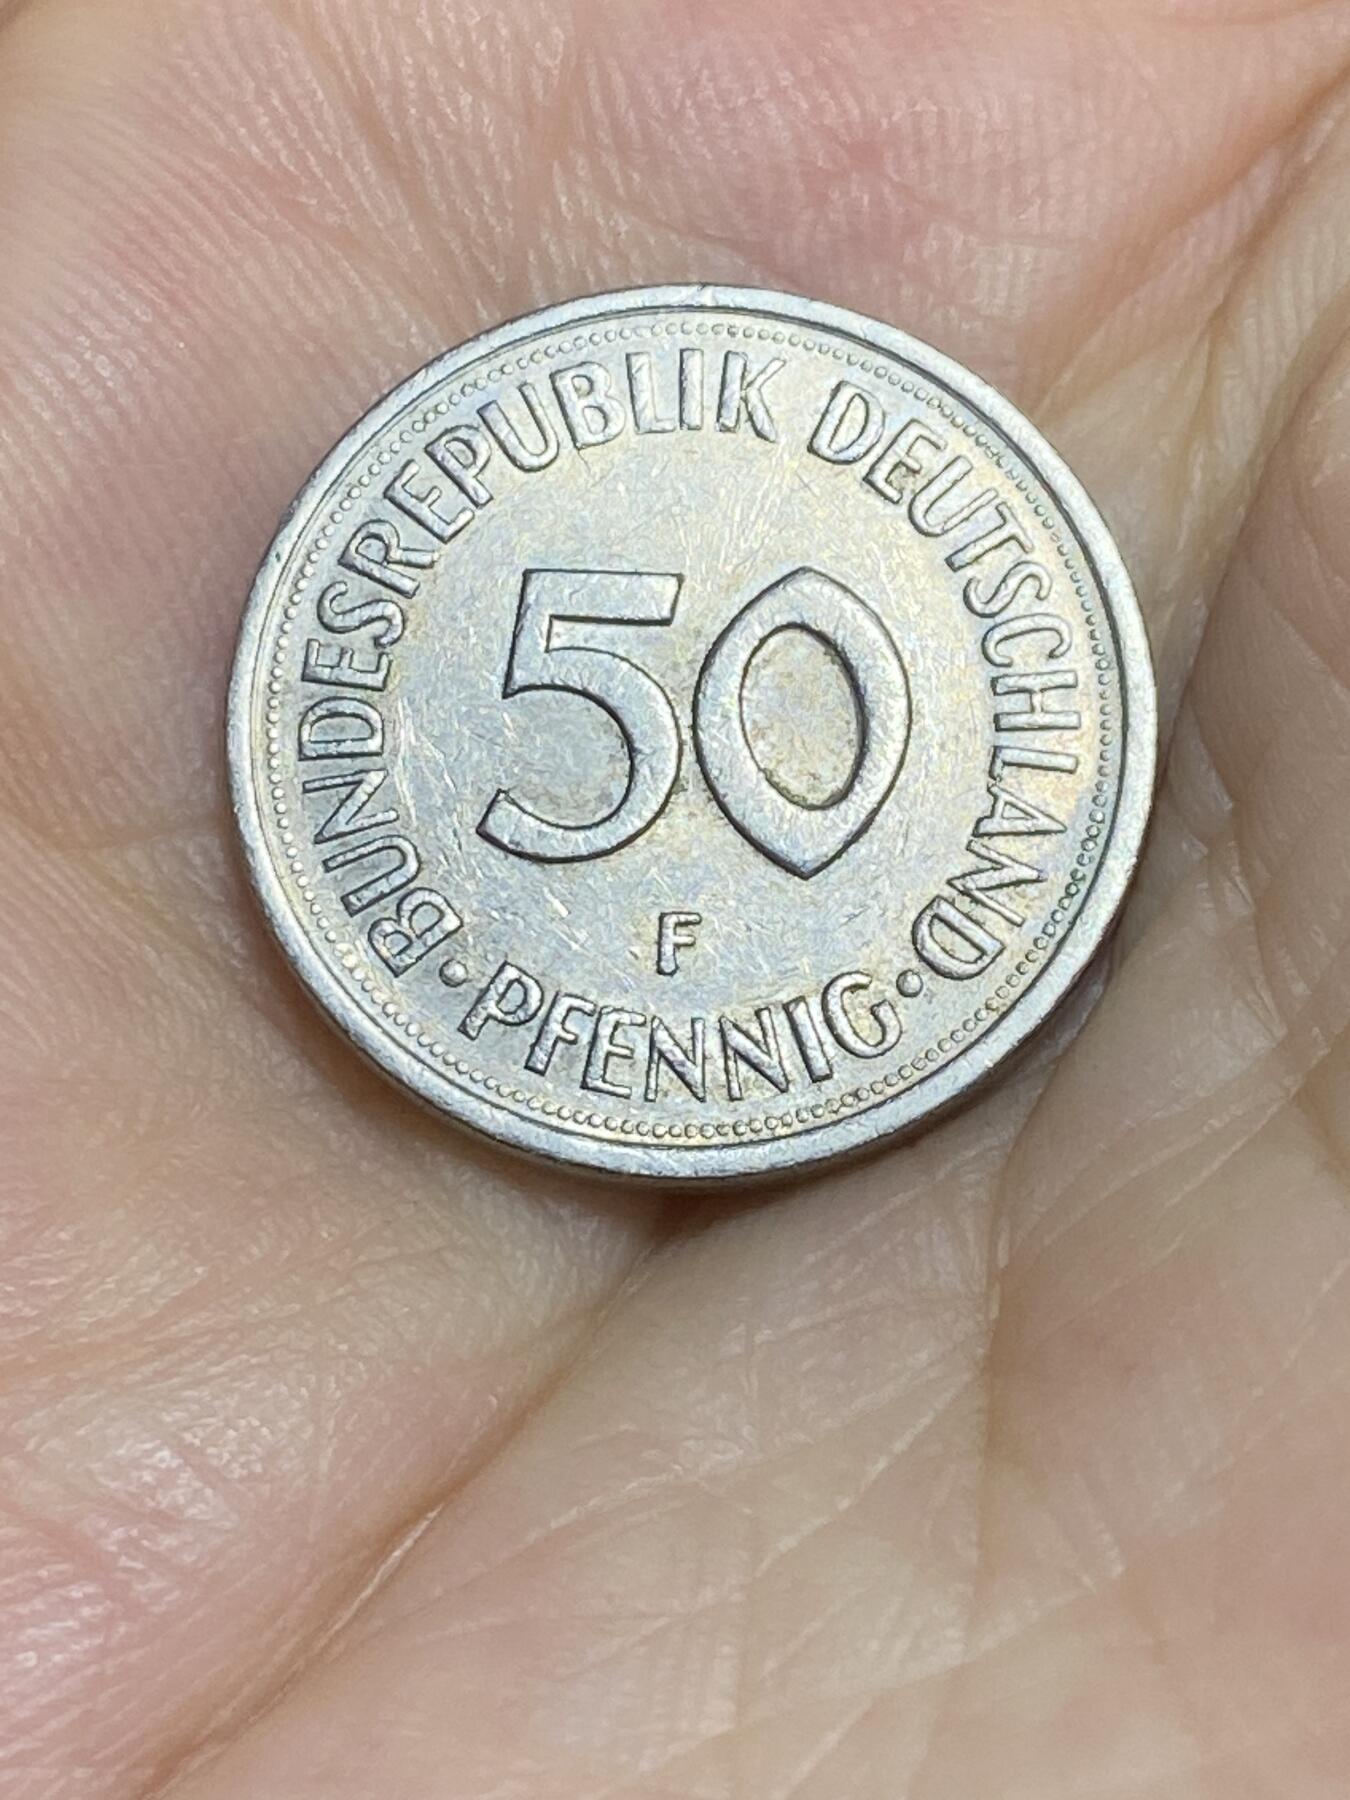 BUNDESREPUBLIK DEUTSCHLAND
50
F
• PFENNIG •